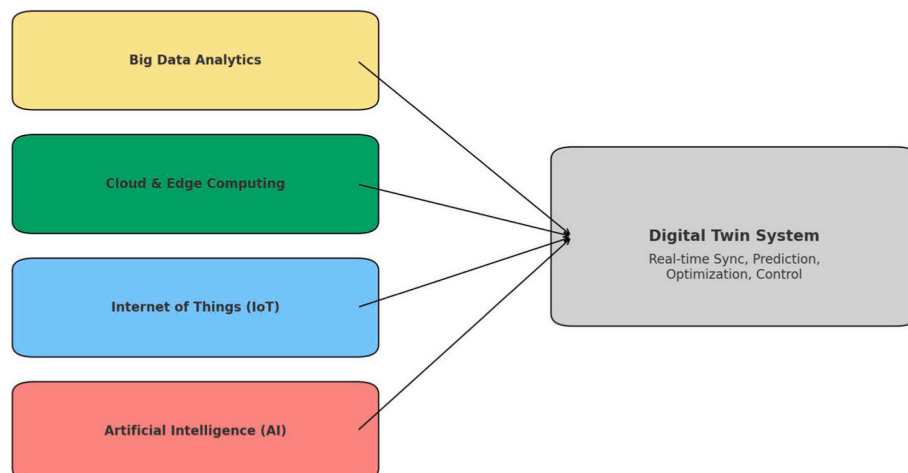 Big Data Analytics
Cloud & Edge Computing
Internet of Things (IoT)
Artificial Intelligence (AI)
Digital Twin System
Real-time Sync, Prediction,
Optimization, Control